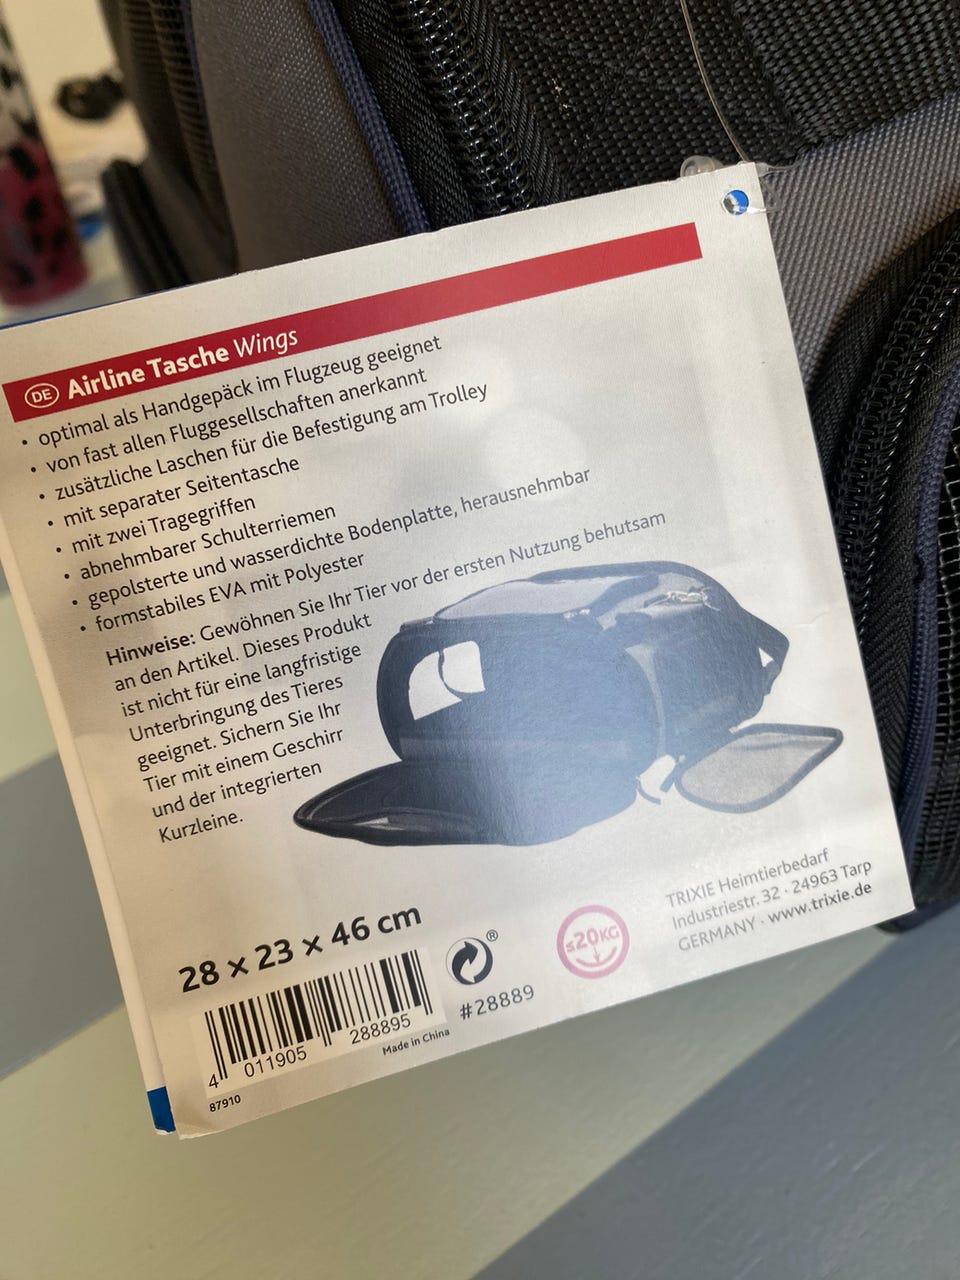 DE Airline Tasche Wings
• optimal als Handgepäck im Flugzeug geeignet
• von fast allen Fluggesellschaften anerkannt
• zusätzliche Laschen für die Befestigung am Trolley
• mit separater Seitentasche
• mit zwei Tragegriffen
• abnehmbarer Schulterriemen
• gepolsterte und wasserdichte Bodenplatte, herausnehmbar
• formstabiles EVA mit Polyester
Hinweise: Gewöhnen Sie Ihr Tier vor der ersten Nutzung behutsam
an den Artikel. Dieses Produkt
ist nicht für eine langfristige
Unterbringung des Tieres
geeignet. Sichern Sie Ihr
Tier mit einem Geschirr
und der integrierten
Kurzleine.
28 x 23 x 46 cm
4 011905 288895
87910
Made in China
®
#28889
≤20KG
TRIXIE Heimtierbedarf
Industriestr. 32 · 24963 Tarp
GERMANY · www.trixie.de